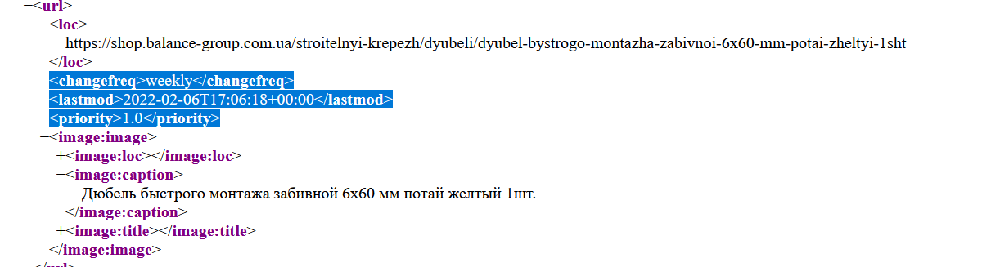 −<url>
−<loc>
https://shop.balance-group.com.ua/stroitelnyi-krepezh/dyubeli/dyubel-bystrogo-montazha-zabivnoi-6x60-mm-potai-zheltyi-1sht
</loc>
<changefreq>weekly</changefreq>
<lastmod>2022-02-06T17:06:18+00:00</lastmod>
<priority>1.0</priority>
−<image:image>
+<image:loc></image:loc>
−<image:caption>
Дюбель быстрого монтажа забивной 6x60 мм потай желтый 1шт.
</image:caption>
+<image:title></image:title>
</image:image>
</url>